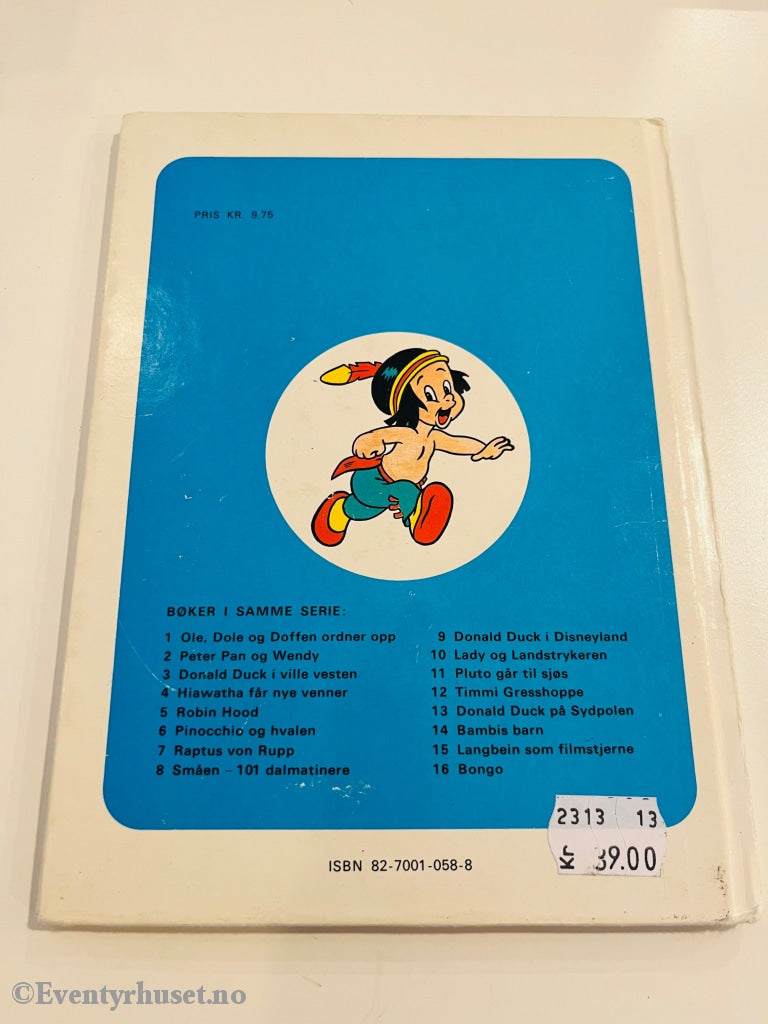 PRIS KR. 9,75
BØKER I SAMME SERIE:
1 Ole, Dole og Doffen ordner opp
2 Peter Pan og Wendy
3 Donald Duck i ville vesten
4 Hiawatha får nye venner
5 Robin Hood
6 Pinocchio og hvalen
7 Raptus von Rupp
8 Småen – 101 dalmatinere
9 Donald Duck i Disneyland
10 Lady og Landstrykeren
11 Pluto går til sjøs
12 Timmi Gresshoppe
13 Donald Duck på Sydpolen
14 Bambis barn
15 Langbein som filmstjerne
16 Bongo
2313 13
Kr 39.00
ISBN 82-7001-058-8
©Eventyrhuset.no